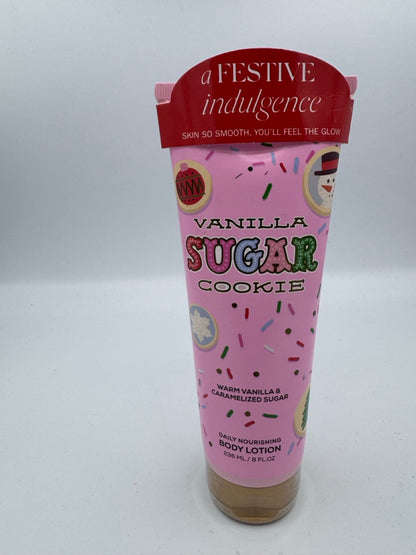 a FESTIVE
indulgence
SKIN SO SMOOTH, YOU'LL FEEL THE GLOW
VANILLA
SUGAR
COOKIE
WARM VANILLA &
CARAMELIZED SUGAR
DAILY NOURISHING
BODY LOTION
236 ML / 8 FL.OZ